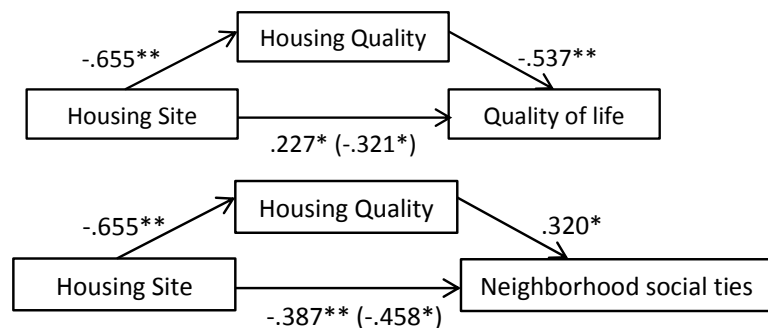 Housing Quality
-.655**
-.537**
Housing Site
Quality of life
.227* (-.321*)
Housing Quality
-.655**
.320*
Housing Site
Neighborhood social ties
-.387** (-.458*)